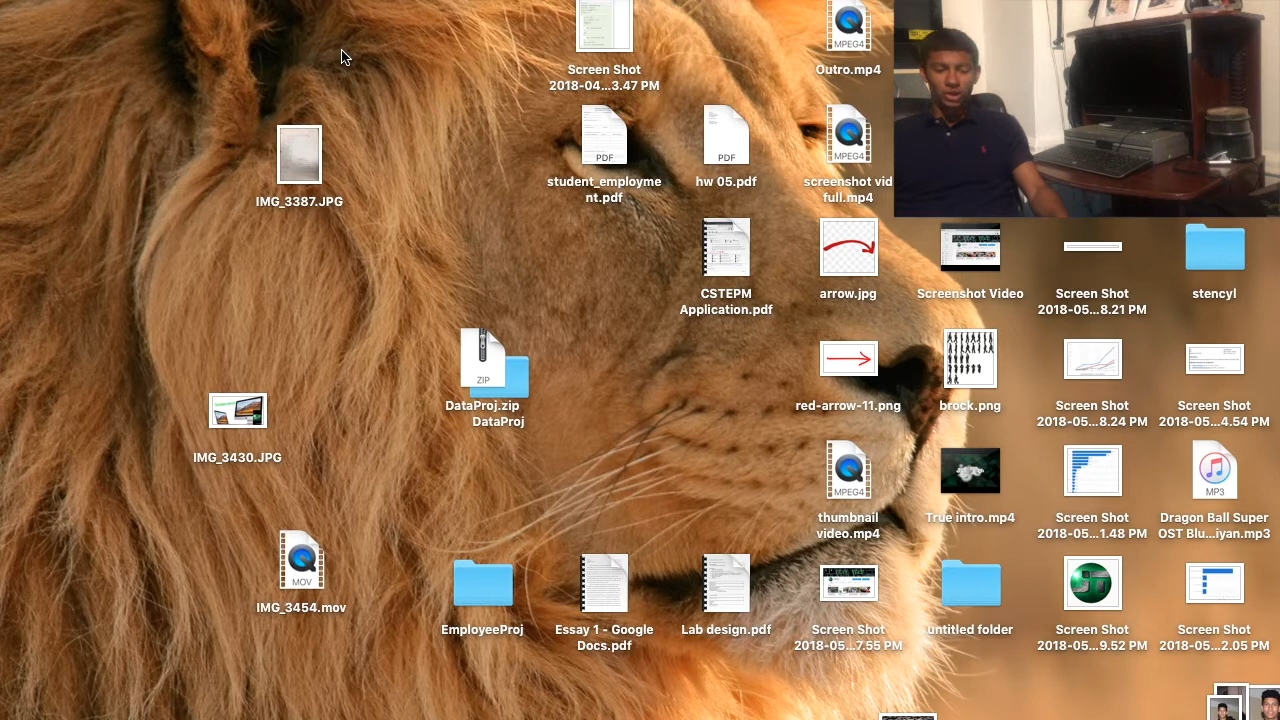 Screen Shot
2018-04...3.47 PM
Outro.mp4
MPEG4
IMG_3387.JPG
PDF
student_employme
nt.pdf
PDF
hw 05.pdf
MPEG4
screenshot vid
full.mp4
CSTEPM
Application.pdf
arrow.jpg
Screenshot Video
Screen Shot
2018-05...8.21 PM
stencyl
ZIP
DataProj.zip
DataProj
red-arrow-11.png
brock.png
Screen Shot
2018-05...8.24 PM
Screen Shot
2018-05...4.54 PM
IMG_3430.JPG
MPEG4
thumbnail
video.mp4
True intro.mp4
Screen Shot
2018-05...1.48 PM
MP3
Dragon Ball Super
OST Blu...iyan.mp3
MOV
IMG_3454.mov
EmployeeProj
Essay 1 - Google
Docs.pdf
Lab design.pdf
Screen Shot
2018-05...7.55 PM
untitled folder
Screen Shot
2018-05...9.52 PM
Screen Shot
2018-05...2.05 PM